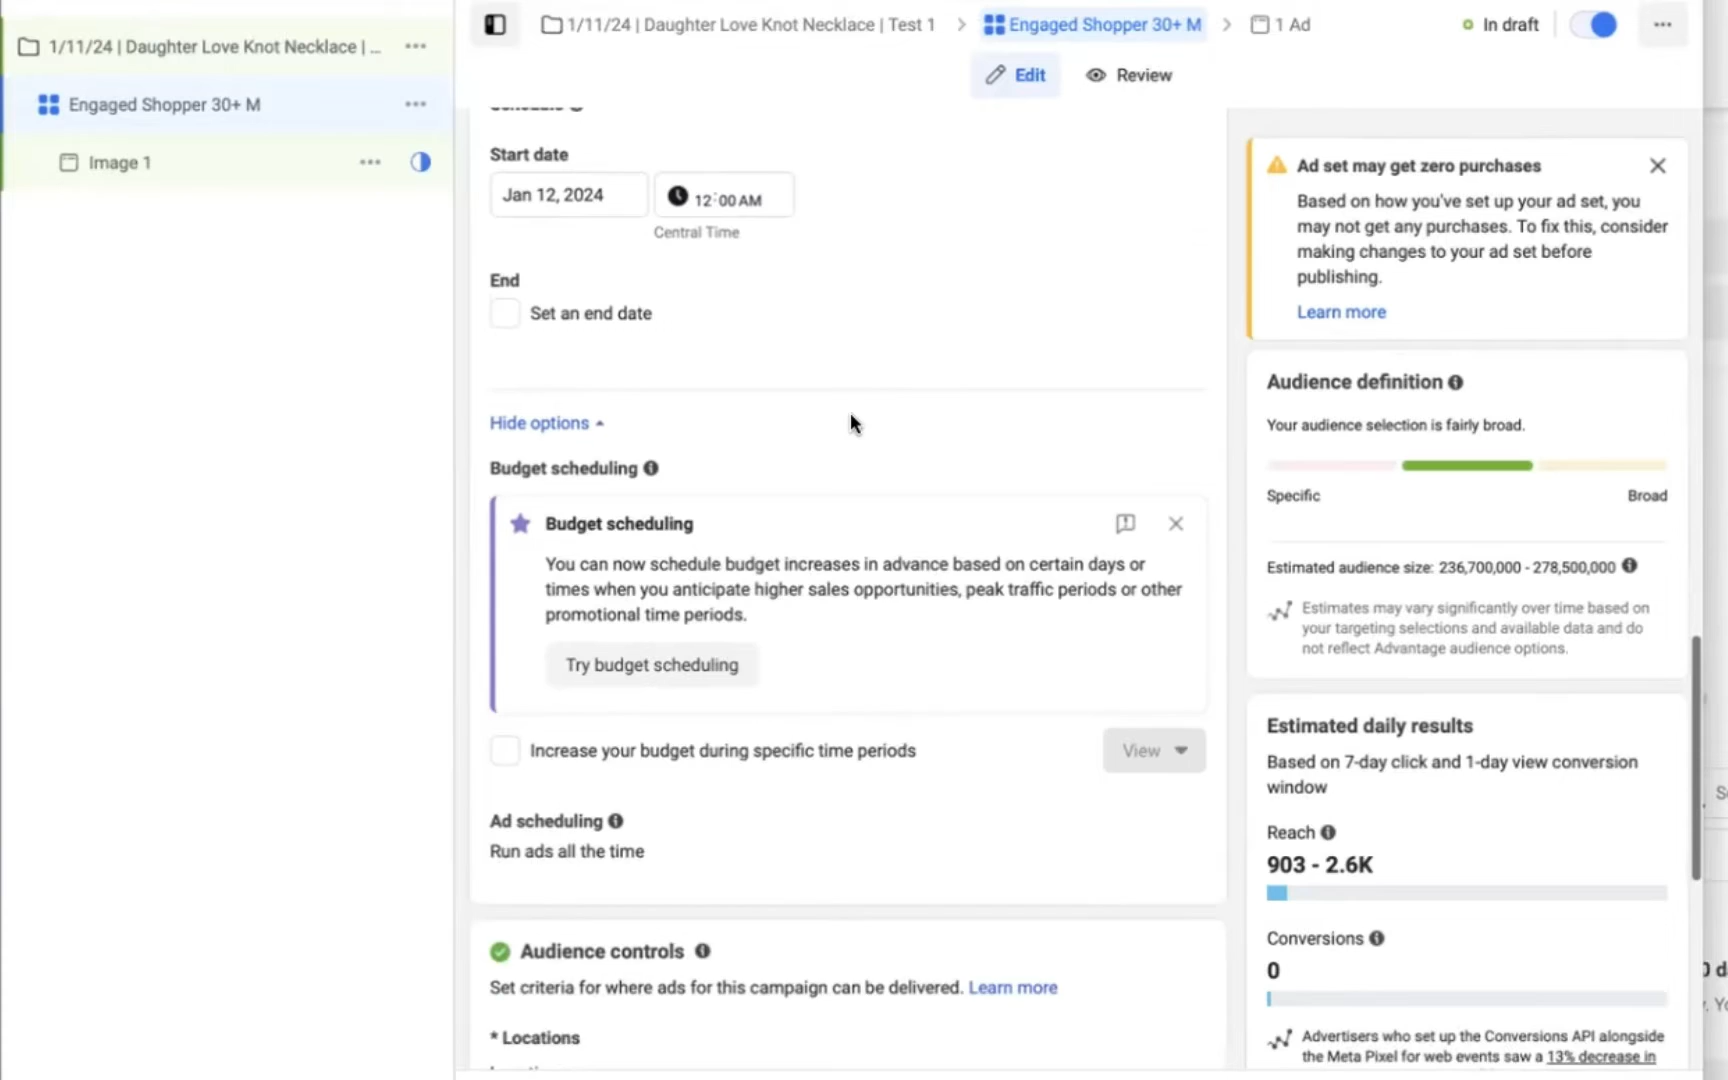 1/11/24 | Daughter Love Knot Necklace | ...
Engaged Shopper 30+ M
Image 1
1/11/24 | Daughter Love Knot Necklace | Test 1
Engaged Shopper 30+ M
1 Ad
In draft
Edit
Review
Start date
Jan 12, 2024
12:00 AM
Central Time
End
Set an end date
Hide options
Budget scheduling
Budget scheduling
You can now schedule budget increases in advance based on certain days or
times when you anticipate higher sales opportunities, peak traffic periods or other
promotional time periods.
Try budget scheduling
Increase your budget during specific time periods
View
Ad scheduling
Run ads all the time
Audience controls
Set criteria for where ads for this campaign can be delivered. Learn more
* Locations
Ad set may get zero purchases
Based on how you've set up your ad set, you
may not get any purchases. To fix this, consider
making changes to your ad set before
publishing.
Learn more
Audience definition
Your audience selection is fairly broad.
Specific
Broad
Estimated audience size: 236,700,000 - 278,500,000
Estimates may vary significantly over time based on
your targeting selections and available data and do
not reflect Advantage audience options.
Estimated daily results
Based on 7-day click and 1-day view conversion
window
Reach
903 - 2.6K
Conversions
0
Advertisers who set up the Conversions API alongside
the Meta Pixel for web events saw a 13% decrease in